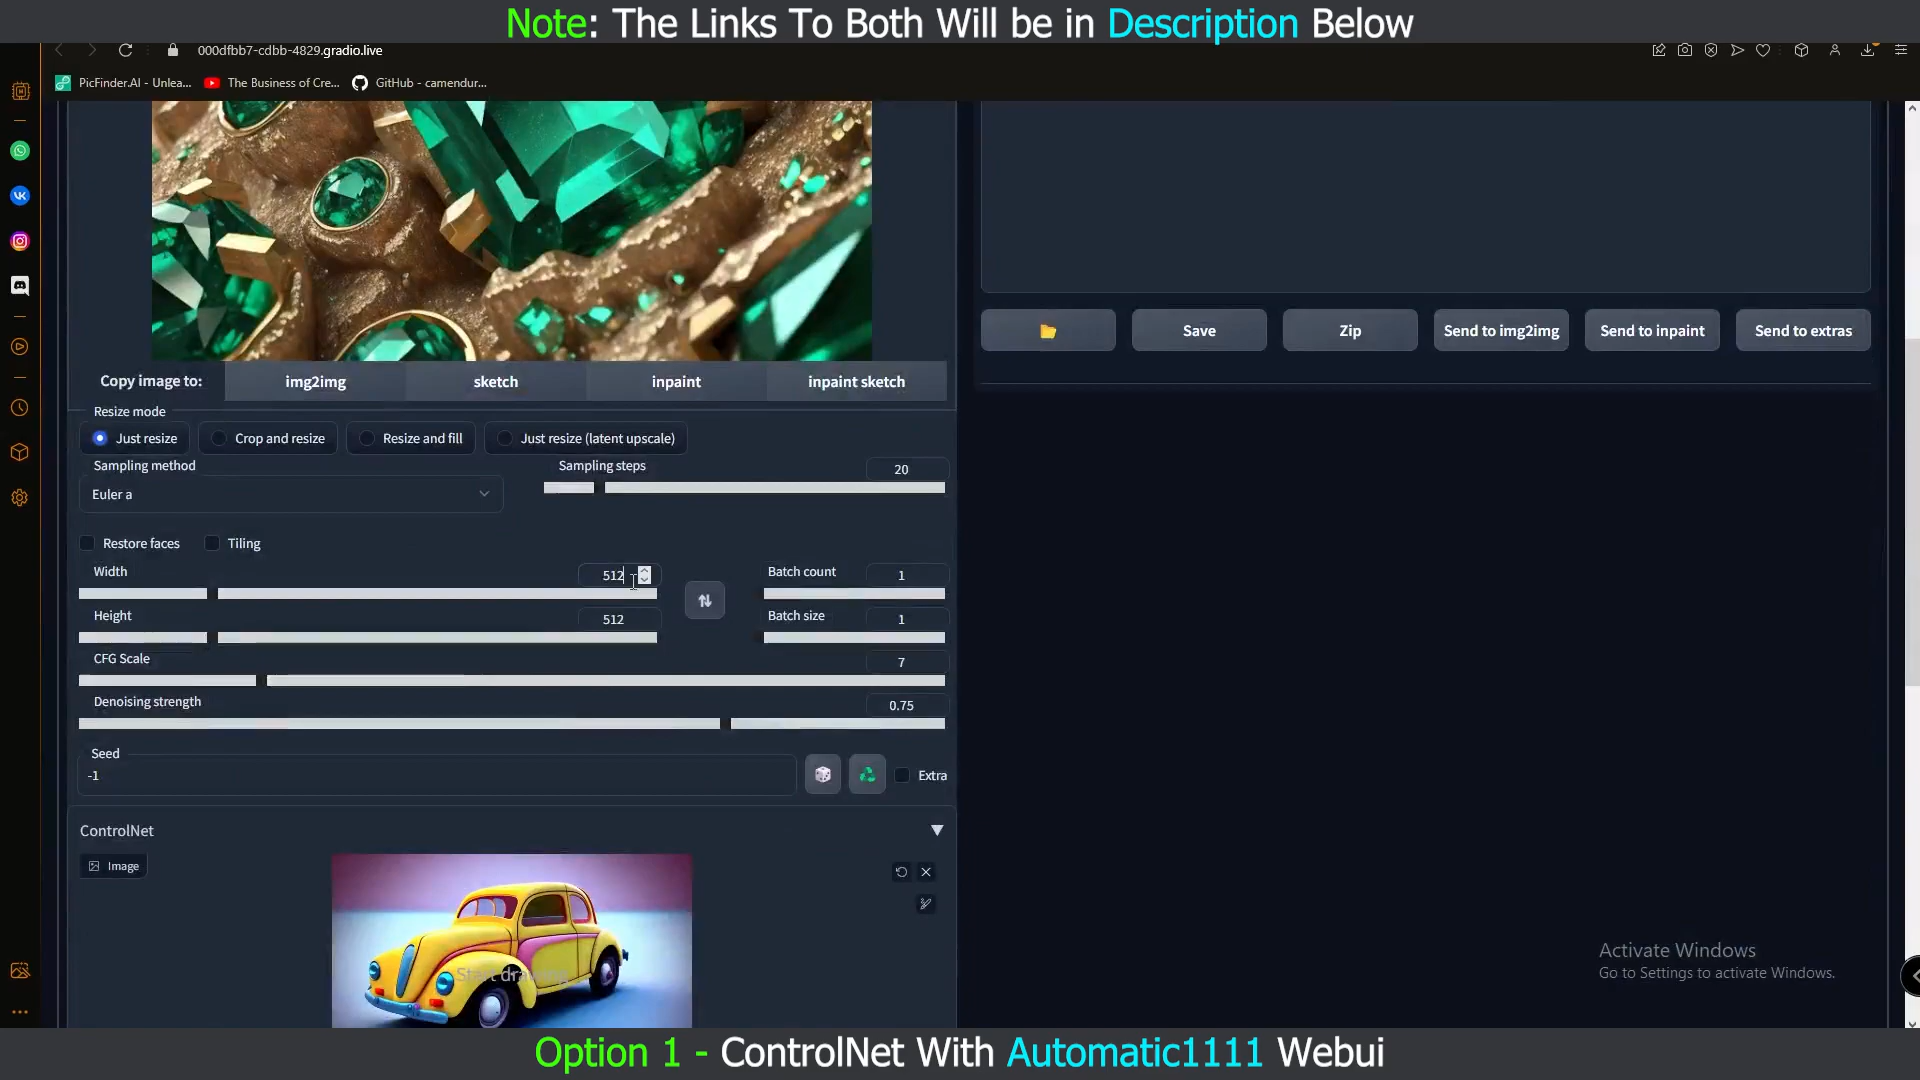 Note: The Links To Both Will be in Description Below
000dfbb7-cdbb-4829.gradio.live
PicFinder.AI - Unlea... The Business of Cre... GitHub - camendur...
Save Zip Send to img2img Send to inpaint Send to extras
Copy image to: img2img sketch inpaint inpaint sketch
Resize mode
Just resize Crop and resize Resize and fill Just resize (latent upscale)
Sampling method Sampling steps 20
Euler a
Restore faces Tiling
Width 512 Batch count 1
Height 512 Batch size 1
CFG Scale 7
Denoising strength 0.75
Seed
-1 Extra
ControlNet
Image
Start drawing
Activate Windows
Go to Settings to activate Windows.
Option 1 - ControlNet With Automatic1111 Webui